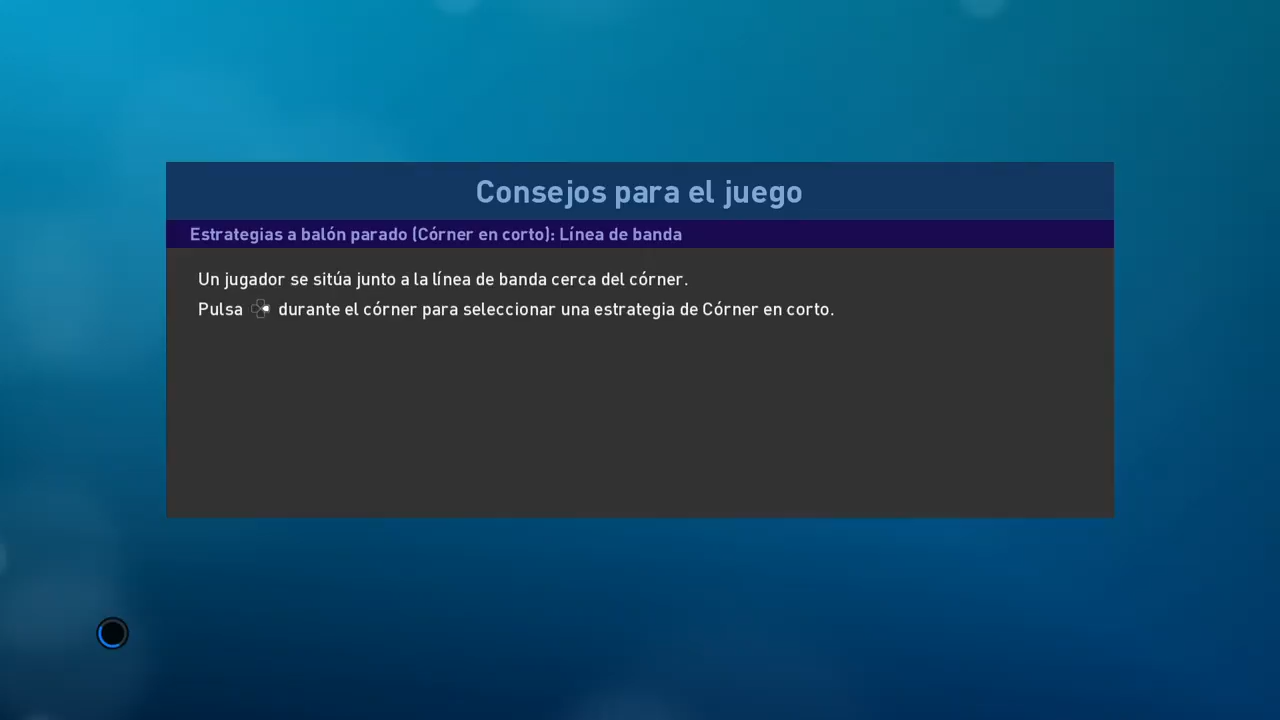 Consejos para el juego
Estrategias a balón parado (Córner en corto): Línea de banda
Un jugador se sitúa junto a la línea de banda cerca del córner.
Pulsa durante el córner para seleccionar una estrategia de Córner en corto.